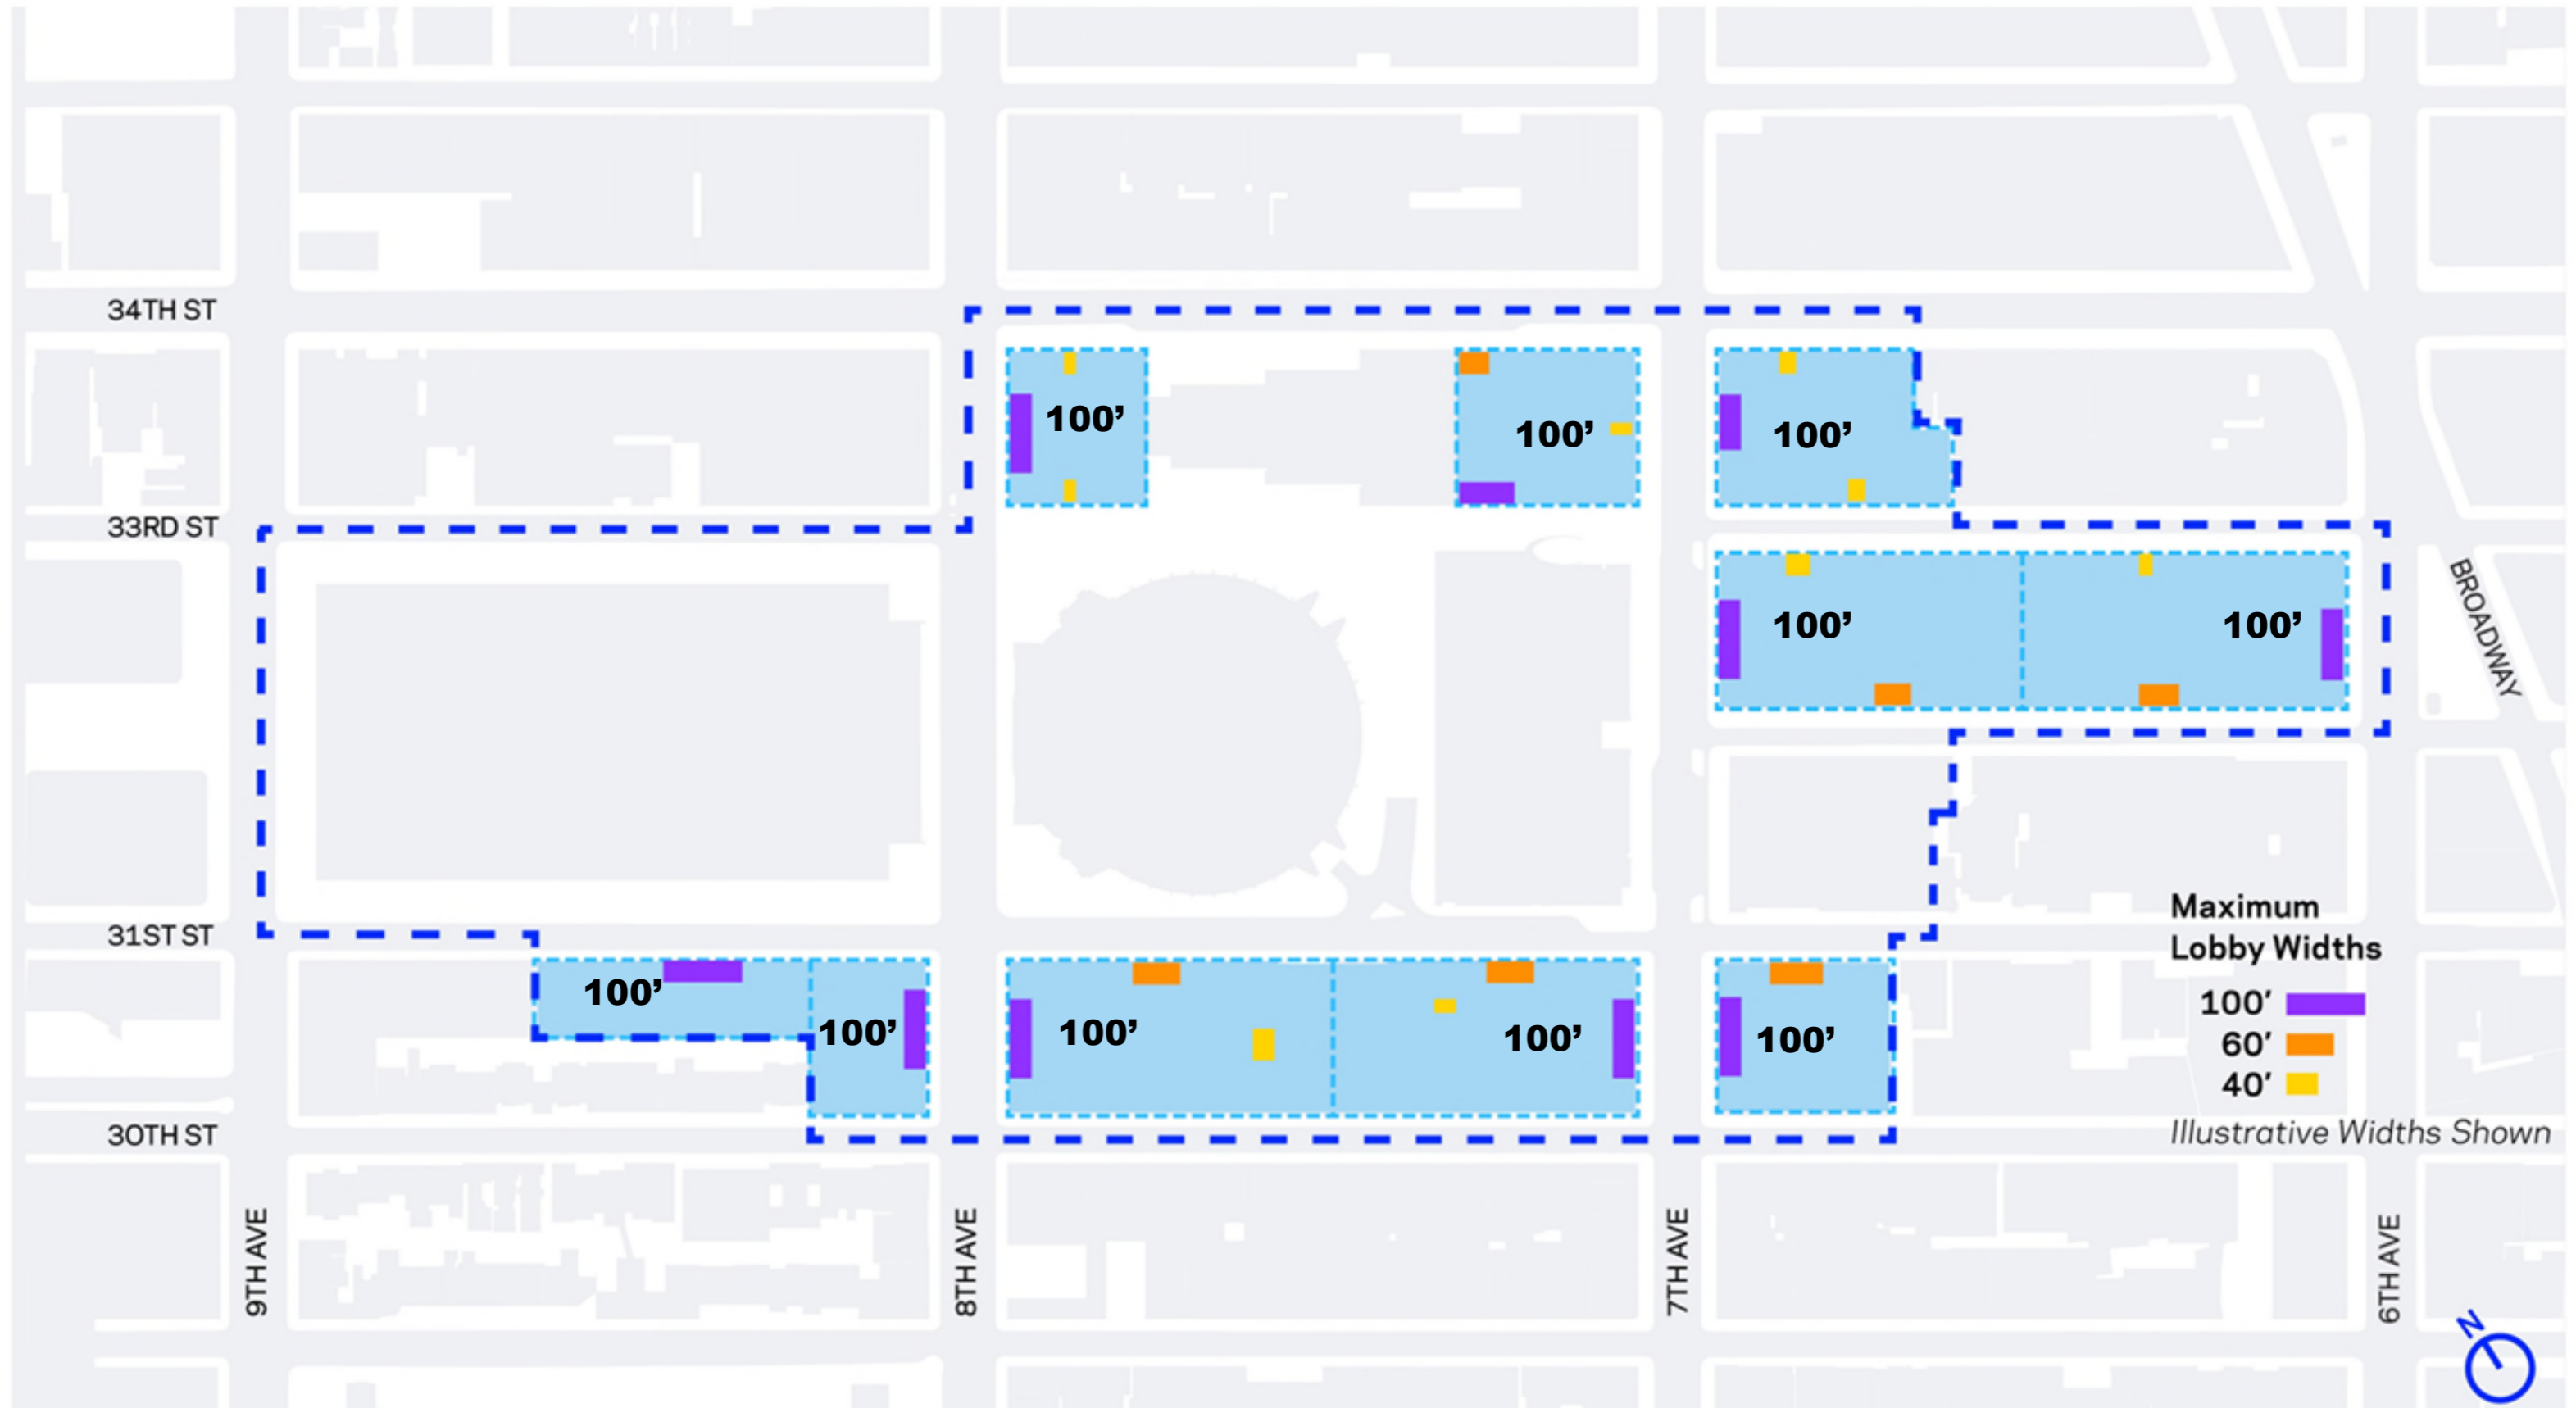 34TH ST
100’
100’
100’
33RD ST
BROADWAY
100’
100’
31ST ST
100’
100’
100’
100’
100’
30TH ST
Maximum
Lobby Widths
100’
60’
40’
Illustrative Widths Shown
9TH AVE
8TH AVE
7TH AVE
6TH AVE
N